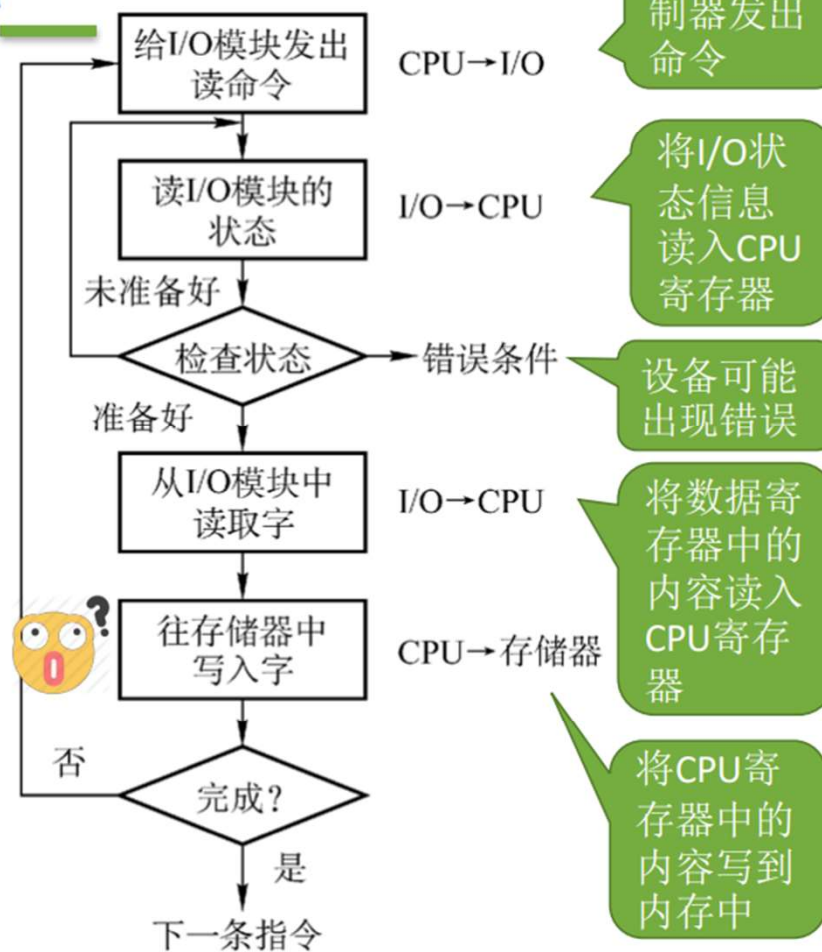 制器发出
命令
给I/O模块发出
读命令
CPU→I/O
读I/O模块的
状态
I/O→CPU
将I/O状
态信息
读入CPU
寄存器
未准备好
检查状态
错误条件
设备可能
出现错误
准备好
从I/O模块中
读取字
I/O→CPU
将数据寄
存器中的
内容读入
CPU寄存
器
?
往存储器中
写入字
CPU→存储器
否
完成?
将CPU寄
存器中的
内容写到
内存中
是
下一条指令